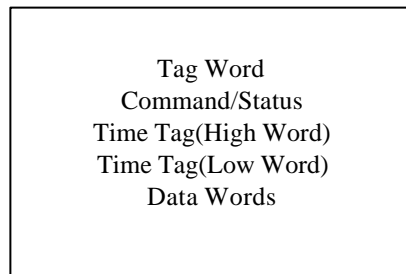 Tag Word
Command/Status
Time Tag(High Word)
Time Tag(Low Word)
Data Words